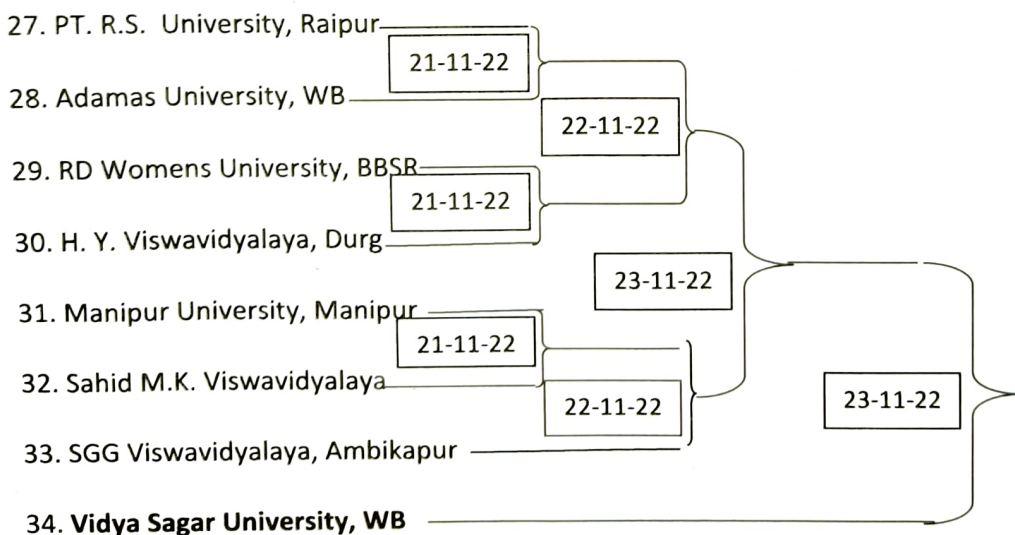 27. PT. R.S. University, Raipur
21-11-22
28. Adamas University, WB
22-11-22
29. RD Womens University, BBSR
21-11-22
30. H. Y. Viswavidyalaya, Durg
23-11-22
31. Manipur University, Manipur
21-11-22
32. Sahid M.K. Viswavidyalaya
22-11-22
23-11-22
33. SGG Viswavidyalaya, Ambikapur
34. Vidya Sagar University, WB